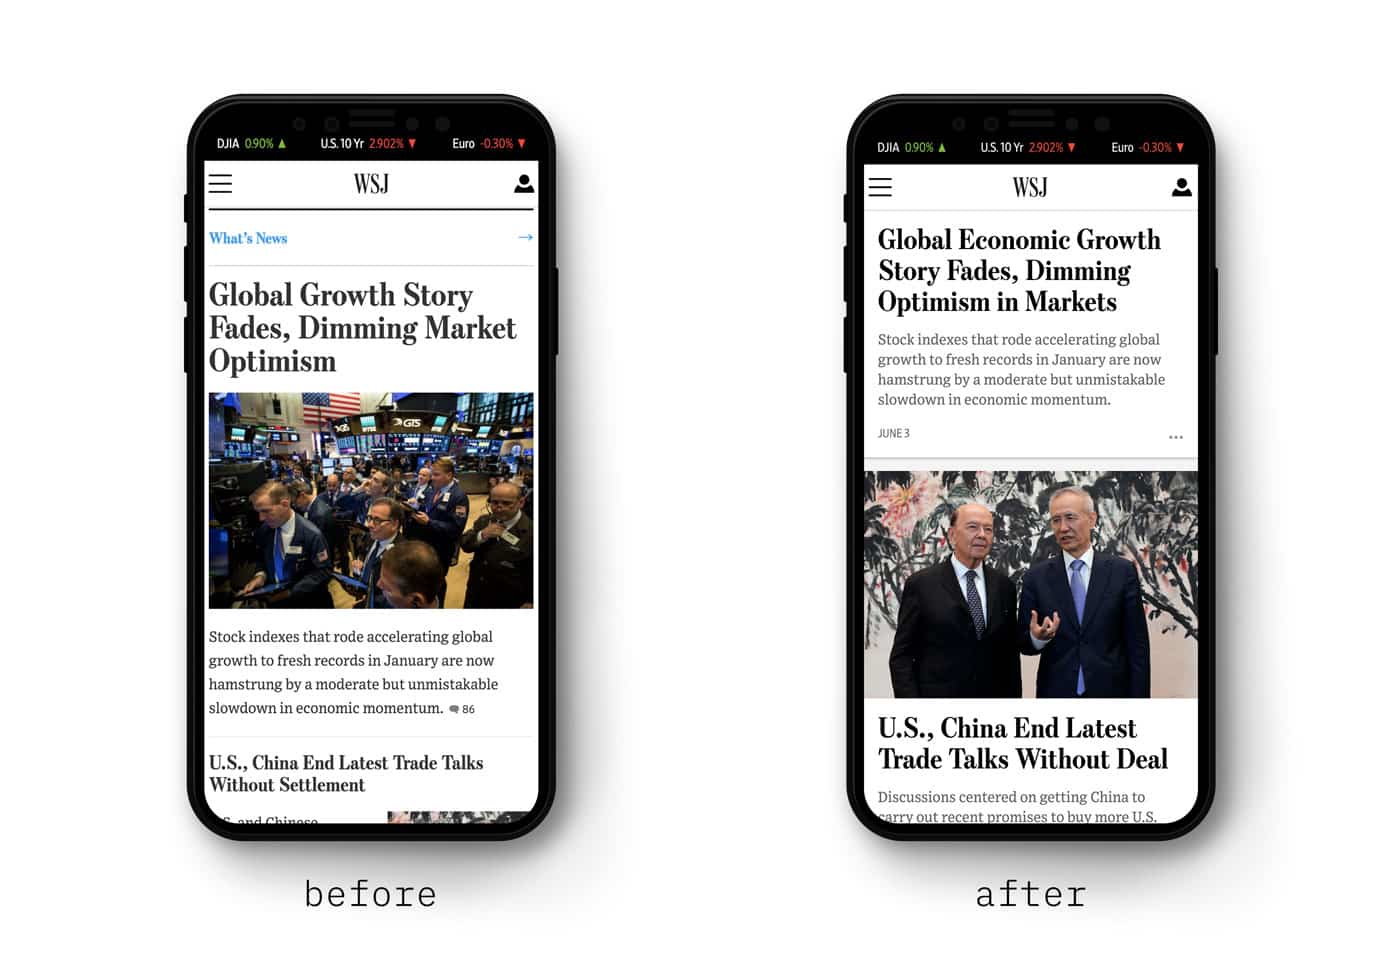 DJIA 0.90% ▲ U.S. 10 Yr 2.902% ▼ Euro -0.30% ▼
WSJ
What's News →
Global Growth Story
Fades, Dimming Market
Optimism
GTS
Stock indexes that rode accelerating global
growth to fresh records in January are now
hamstrung by a moderate but unmistakable
slowdown in economic momentum. 86
U.S., China End Latest Trade Talks
Without Settlement
U.S. and Chinese
before
DJIA 0.90% ▲ U.S. 10 Yr 2.902% ▼ Euro -0.30% ▼
WSJ
Global Economic Growth
Story Fades, Dimming
Optimism in Markets
Stock indexes that rode accelerating global
growth to fresh records in January are now
hamstrung by a moderate but unmistakable
slowdown in economic momentum.
JUNE 3 ...
U.S., China End Latest
Trade Talks Without Deal
Discussions centered on getting China to
carry out recent promises to buy more U.S.
after